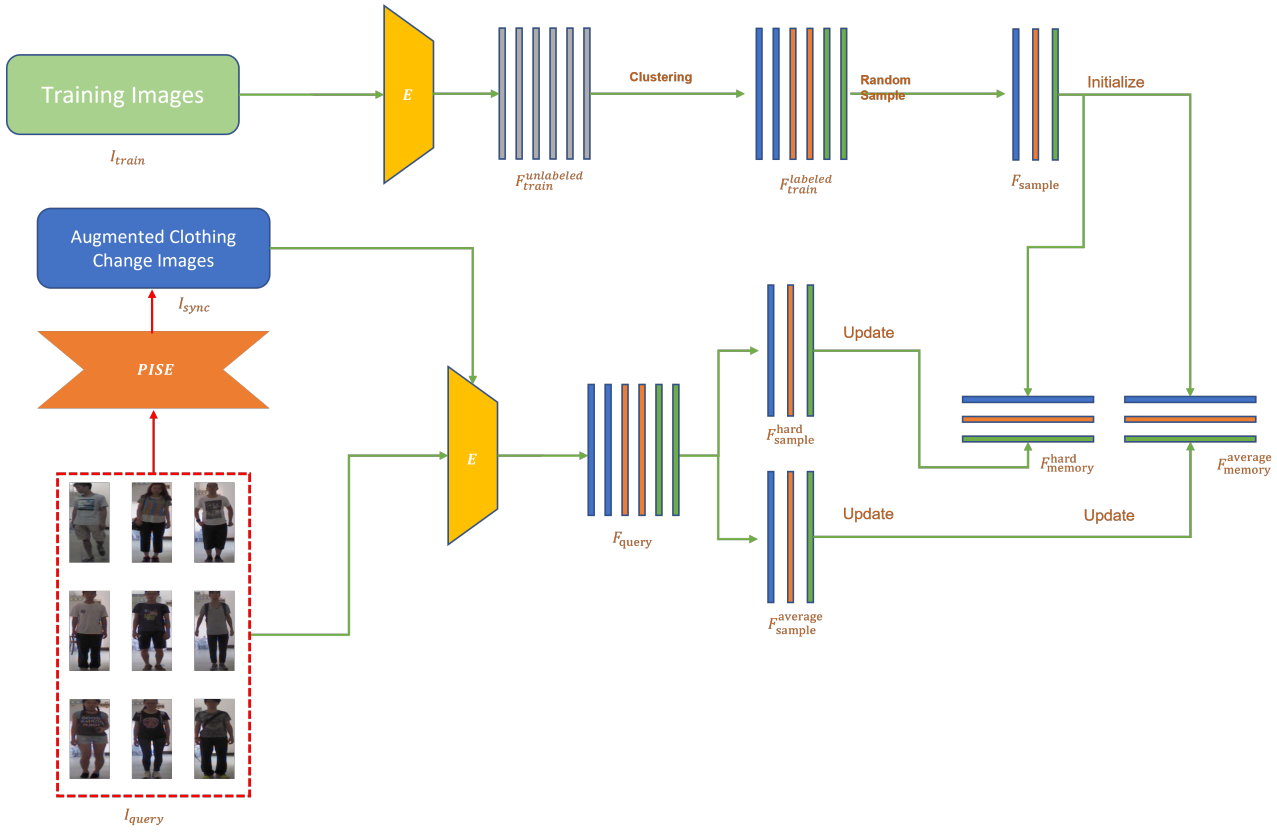 Training Images
I_train
E
F_train^unlabeled
Clustering
F_train^labeled
Random
Sample
F_sample
Initialize
Augmented Clothing
Change Images
I_sync
PISE
I_query
E
F_query
F_sample^hard
Update
F_sample^average
Update
Update
F_memory^hard
F_memory^average